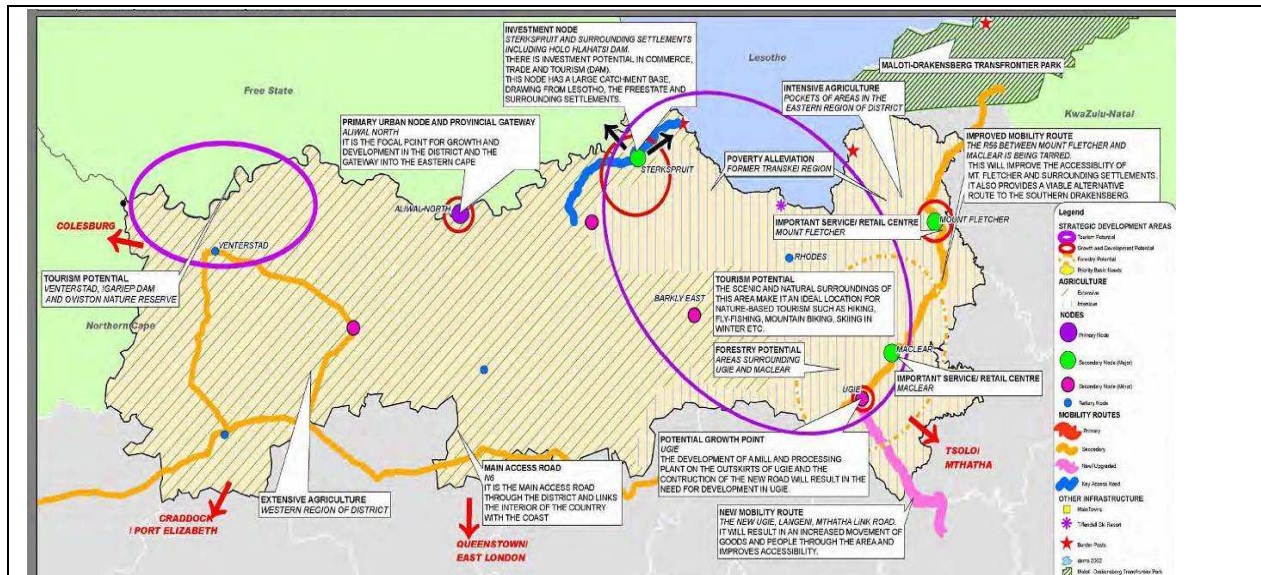 INVESTMENT NODE
STERKSPRUIT AND SURROUNDING SETTLEMENTS
INCLUDING HOLO HLAHATSI DAM.
THERE IS INVESTMENT POTENTIAL IN COMMERCE,
TRADE AND TOURISM (DAM).
THIS NODE HAS A LARGE CATCHMENT BASE,
DRAWING FROM LESOTHO, THE FREESTATE AND
SURROUNDING SETTLEMENTS.
Lesotho
MALOTI-DRAKENSBERG TRANSFRONTIER PARK
Free State
INTENSIVE AGRICULTURE
POCKETS OF AREAS IN THE
EASTERN REGION OF DISTRICT
KwaZulu-Natal
PRIMARY URBAN NODE AND PROVINCIAL GATEWAY
ALIWAL NORTH
IT IS THE FOCAL POINT FOR GROWTH AND
DEVELOPMENT IN THE DISTRICT AND THE
GATEWAY INTO THE EASTERN CAPE
IMPROVED MOBILITY ROUTE
THE R56 BETWEEN MOUNT FLETCHER AND
MACLEAR IS BEING TARRED.
THIS WILL IMPROVE THE ACCESSIBILITY OF
MT. FLETCHER AND SURROUNDING SETTLEMENTS.
IT ALSO PROVIDES A VIABLE ALTERNATIVE
ROUTE TO THE SOUTHERN DRAKENSBERG.
POVERTY ALLEVIATION
FORMER TRANSKEI REGION
STERKSPRUIT
ALIWAL-NORTH
IMPORTANT SERVICE/ RETAIL CENTRE
MOUNT FLETCHER
MOUNT FLETCHER
COLESBURG
VENTERSTAD
RHODES
TOURISM POTENTIAL
VENTERSTAD, !GARIEP DAM
AND OVISTON NATURE RESERVE
TOURISM POTENTIAL
THE SCENIC AND NATURAL SURROUNDINGS OF
THIS AREA MAKE IT AN IDEAL LOCATION FOR
NATURE-BASED TOURISM SUCH AS HIKING,
FLY-FISHING, MOUNTAIN BIKING, SKIING IN
WINTER ETC.
BARKLY EAST
Northern Cape
FORESTRY POTENTIAL
AREAS SURROUNDING
UGIE AND MACLEAR
MACLEAR
IMPORTANT SERVICE/ RETAIL CENTRE
MACLEAR
UGIE
POTENTIAL GROWTH POINT
UGIE
THE DEVELOPMENT OF A MILL AND PROCESSING
PLANT ON THE OUTSKIRTS OF UGIE AND THE
CONTRUCTION OF THE NEW ROAD WILL RESULT IN THE
NEED FOR DEVELOPMENT IN UGIE
TSOLO/
MTHATHA
MAIN ACCESS ROAD
N6
IT IS THE MAIN ACCESS ROAD
THROUGH THE DISTRICT AND LINKS
THE INTERIOR OF THE COUNTRY
WITH THE COAST
EXTENSIVE AGRICULTURE
WESTERN REGION OF DISTRICT
CRADDOCK
/ PORT ELIZABETH
QUEENSTOWN/
EAST LONDON
NEW MOBILITY ROUTE
THE NEW UGIE, LANGENI, MTHATHA LINK ROAD.
IT WILL RESULT IN AN INCREASED MOVEMENT OF
GOODS AND PEOPLE THROUGH THE AREA AND
IMPROVES ACCESSIBILITY.
Legend
STRATEGIC DEVELOPMENT AREAS
Tourism Potential
Growth and Development Potential
Forestry Potential
Priority Basic Needs
AGRICULTURE
Extensive
Intensive
NODES
Primary Node
Secondary Node (Major)
Secondary Node (Minor)
Tertiary Node
MOBILITY ROUTES
Primary
Secondary
New/Upgraded
Key Access Road
OTHER INFRASTRUCTURE
Main Towns
Tiffendell Ski Resort
Border Posts
dams 2002
Maloti - Drakensberg Transfrontier Park